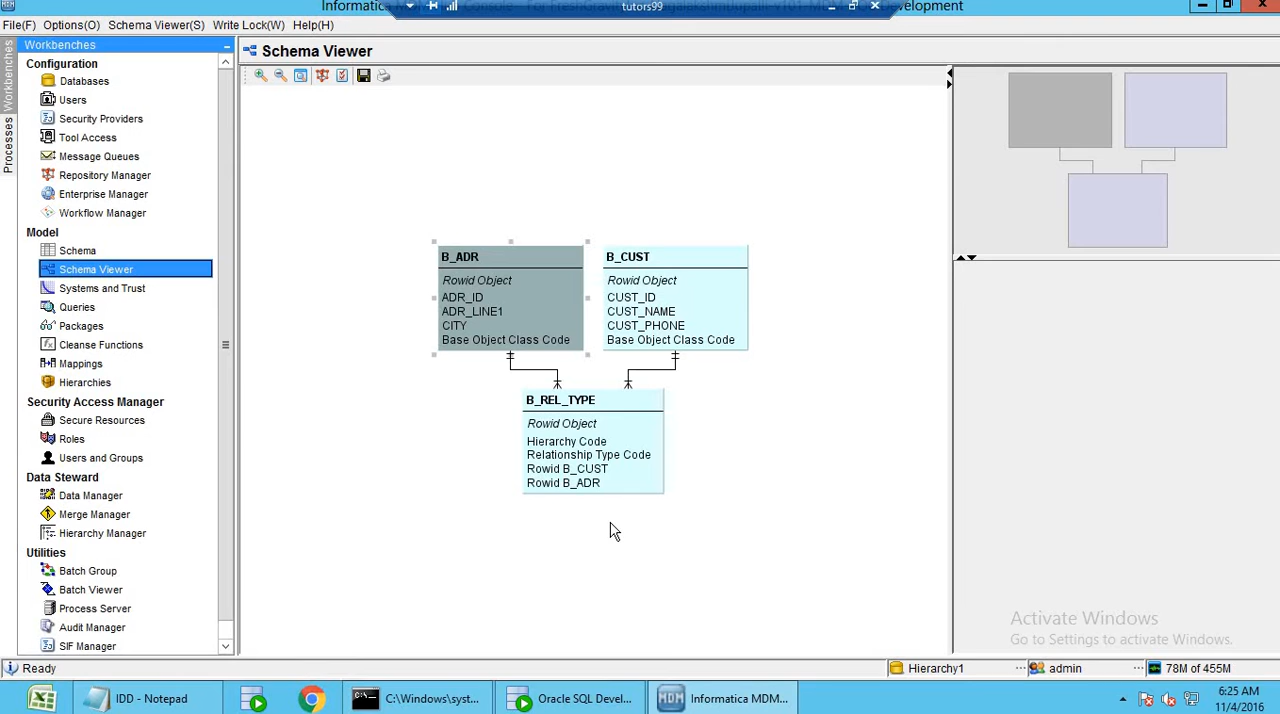 Informatica M
tutors99
Development
File(F) Options(O) Schema Viewer(S) Write Lock(W) Help(H)
Workbenches
Processes
Workbenches
Configuration
Databases
Users
Security Providers
Tool Access
Message Queues
Repository Manager
Enterprise Manager
Workflow Manager
Model
Schema
Schema Viewer
Systems and Trust
Queries
Packages
Cleanse Functions
Mappings
Hierarchies
Security Access Manager
Secure Resources
Roles
Users and Groups
Data Steward
Data Manager
Merge Manager
Hierarchy Manager
Utilities
Batch Group
Batch Viewer
Process Server
Audit Manager
SIF Manager
Schema Viewer
B_ADR
Rowid Object
ADR_ID
ADR_LINE1
CITY
Base Object Class Code
B_CUST
Rowid Object
CUST_ID
CUST_NAME
CUST_PHONE
Base Object Class Code
B_REL_TYPE
Rowid Object
Hierarchy Code
Relationship Type Code
Rowid B_CUST
Rowid B_ADR
Activate Windows
Go to Settings to activate Windows.
Ready
Hierarchy1
admin
78M of 455M
IDD - Notepad
C:\Windows\syst...
Oracle SQL Devel...
MDM
Informatica MDM...
6:25 AM
11/4/2016